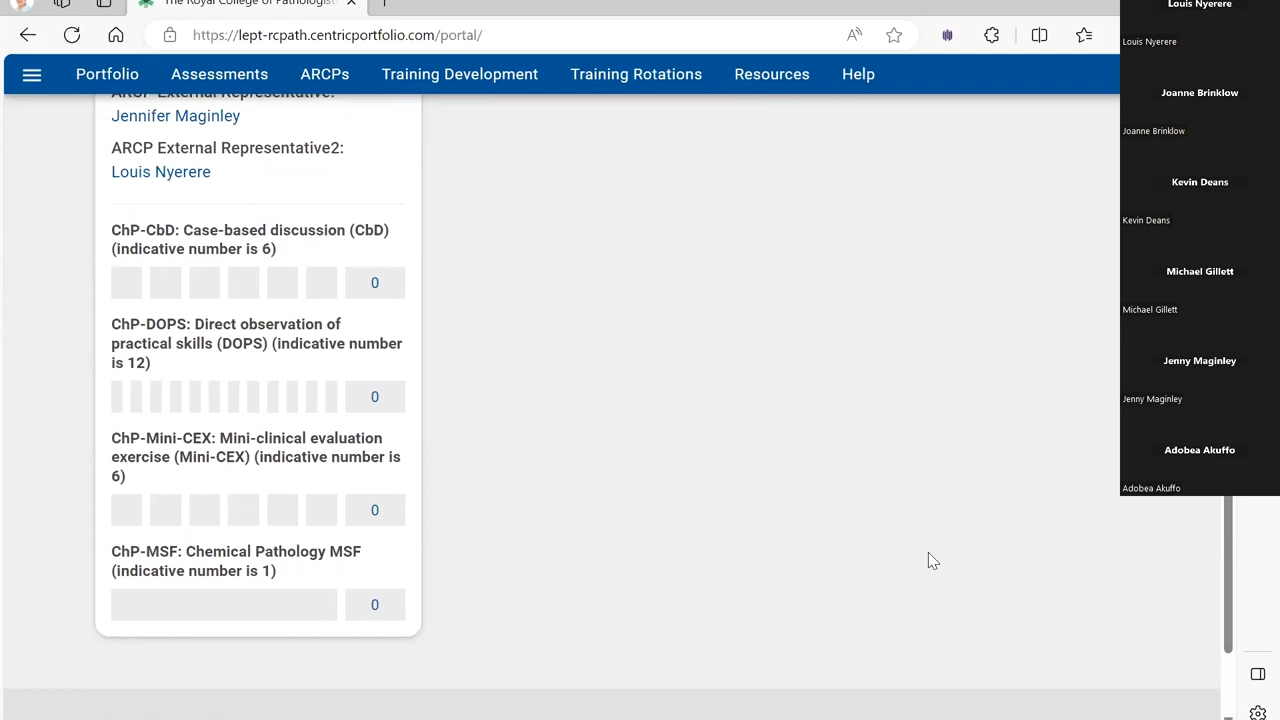 The Royal College of Pathologist
https://lept-rcpath.centricportfolio.com/portal/
Portfolio
Assessments
ARCPs
Training Development
Training Rotations
Resources
Help
ARCP External Representative:
Jennifer Maginley
ARCP External Representative2:
Louis Nyerere
ChP-CbD: Case-based discussion (CbD)
(indicative number is 6)
0
ChP-DOPS: Direct observation of
practical skills (DOPS) (indicative number
is 12)
0
ChP-Mini-CEX: Mini-clinical evaluation
exercise (Mini-CEX) (indicative number is
6)
0
ChP-MSF: Chemical Pathology MSF
(indicative number is 1)
0
Louis Nyerere
Louis Nyerere
Joanne Brinklow
Joanne Brinklow
Kevin Deans
Kevin Deans
Michael Gillett
Michael Gillett
Jenny Maginley
Jenny Maginley
Adobea Akuffo
Adobea Akuffo